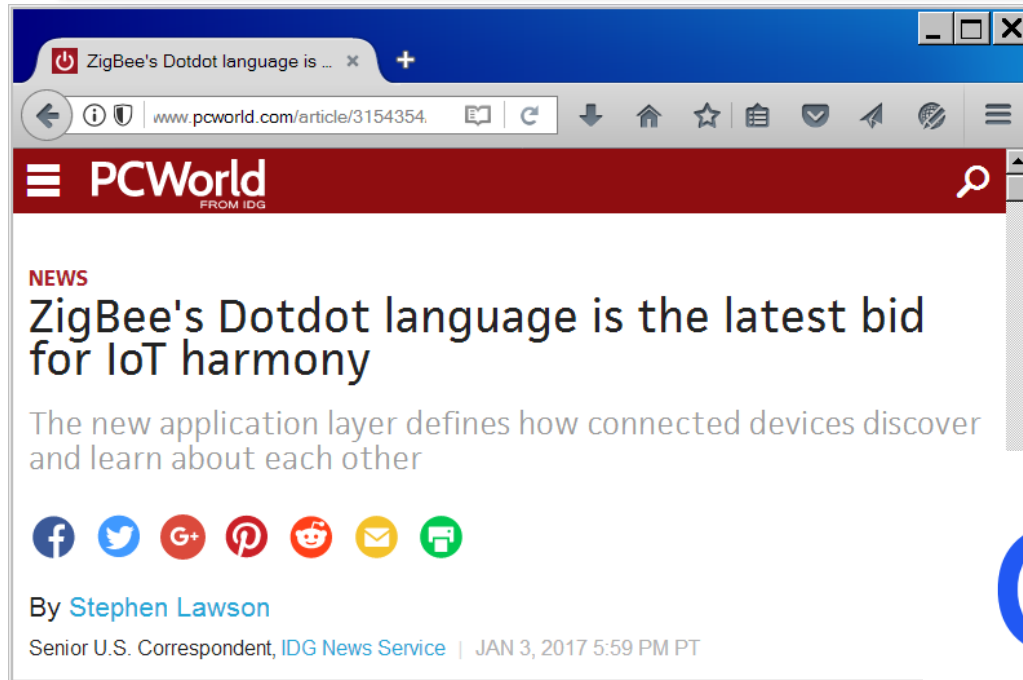 ZigBee's Dotdot language is ...
www.pcworld.com/article/3154354.
PCWorld
FROM IDG
NEWS
ZigBee's Dotdot language is the latest bid
for IoT harmony
The new application layer defines how connected devices discover
and learn about each other
G+
By Stephen Lawson
Senior U.S. Correspondent, IDG News Service | JAN 3, 2017 5:59 PM PT